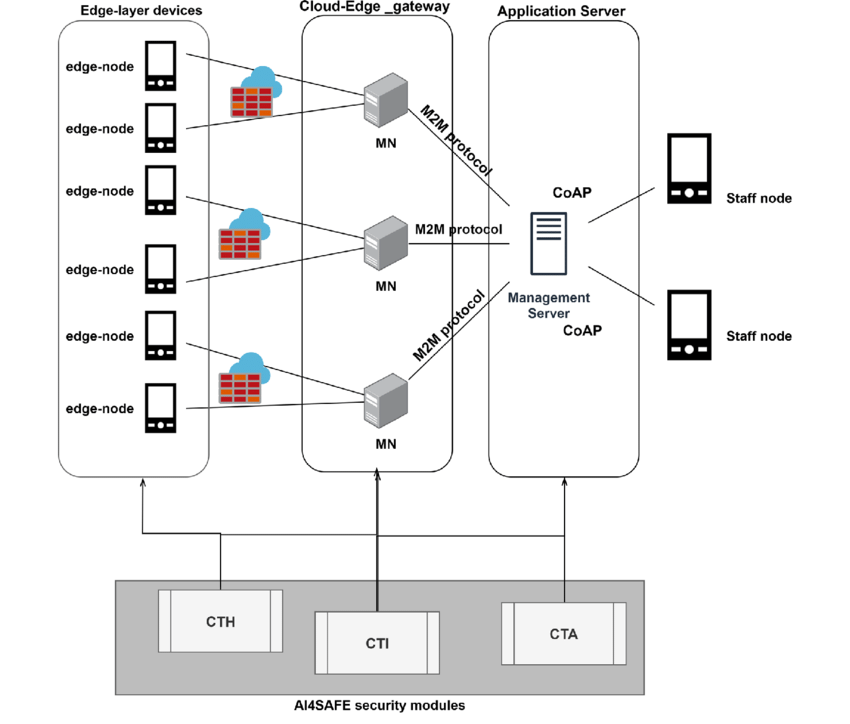 Edge-layer devices
Cloud-Edge _gateway
Application Server
edge-node
edge-node
edge-node
edge-node
edge-node
edge-node
MN
MN
MN
M2M protocol
M2M protocol
M2M protocol
CoAP
Management
Server
CoAP
Staff node
Staff node
CTH
CTI
CTA
AI4SAFE security modules